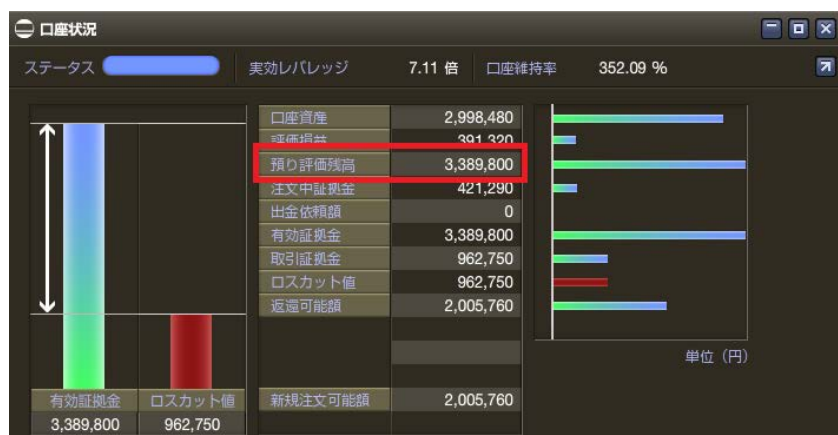 口座状況
ステータス 実効レバレッジ 7.11 倍 口座維持率 352.09 %
口座資産 2,998,480
評価損益 391,320
預り評価残高 3,389,800
注文中証拠金 421,290
出金依頼額 0
有効証拠金 3,389,800
取引証拠金 962,750
ロスカット値 962,750
返還可能額 2,005,760
単位（円）
新規注文可能額 2,005,760
有効証拠金 ロスカット値
3,389,800 962,750